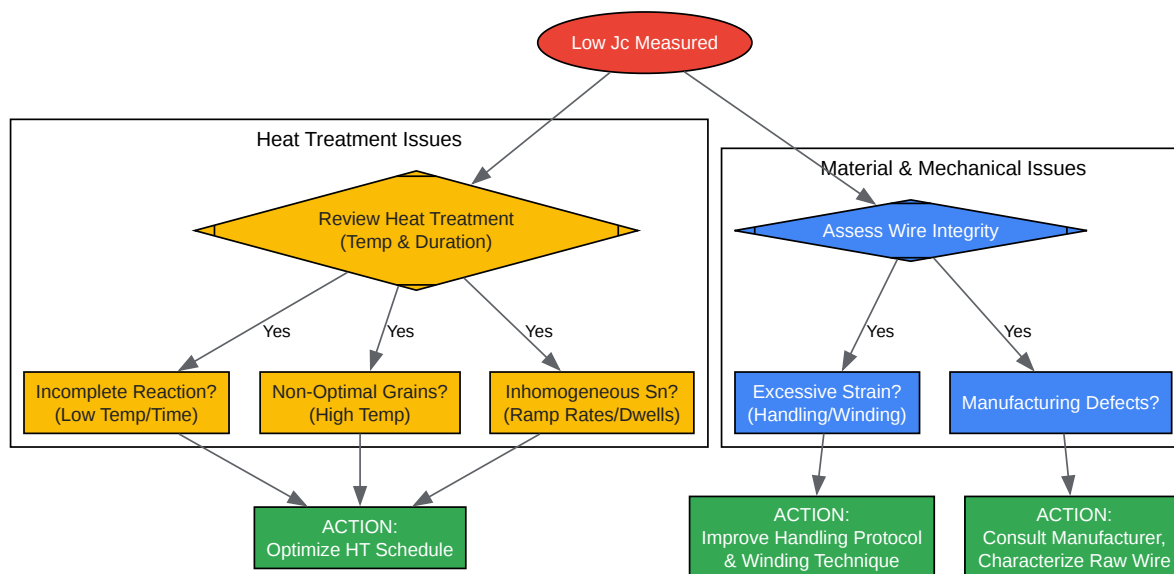 Low Jc Measured
Heat Treatment Issues
Material & Mechanical Issues
Review Heat Treatment
(Temp & Duration)
Assess Wire Integrity
Yes
Yes
Yes
Yes
Yes
Incomplete Reaction?
(Low Temp/Time)
Non-Optimal Grains?
(High Temp)
Inhomogeneous Sn?
(Ramp Rates/Dwells)
Excessive Strain?
(Handling/Winding)
Manufacturing Defects?
ACTION:
Optimize HT Schedule
ACTION:
Improve Handling Protocol
& Winding Technique
ACTION:
Consult Manufacturer,
Characterize Raw Wire